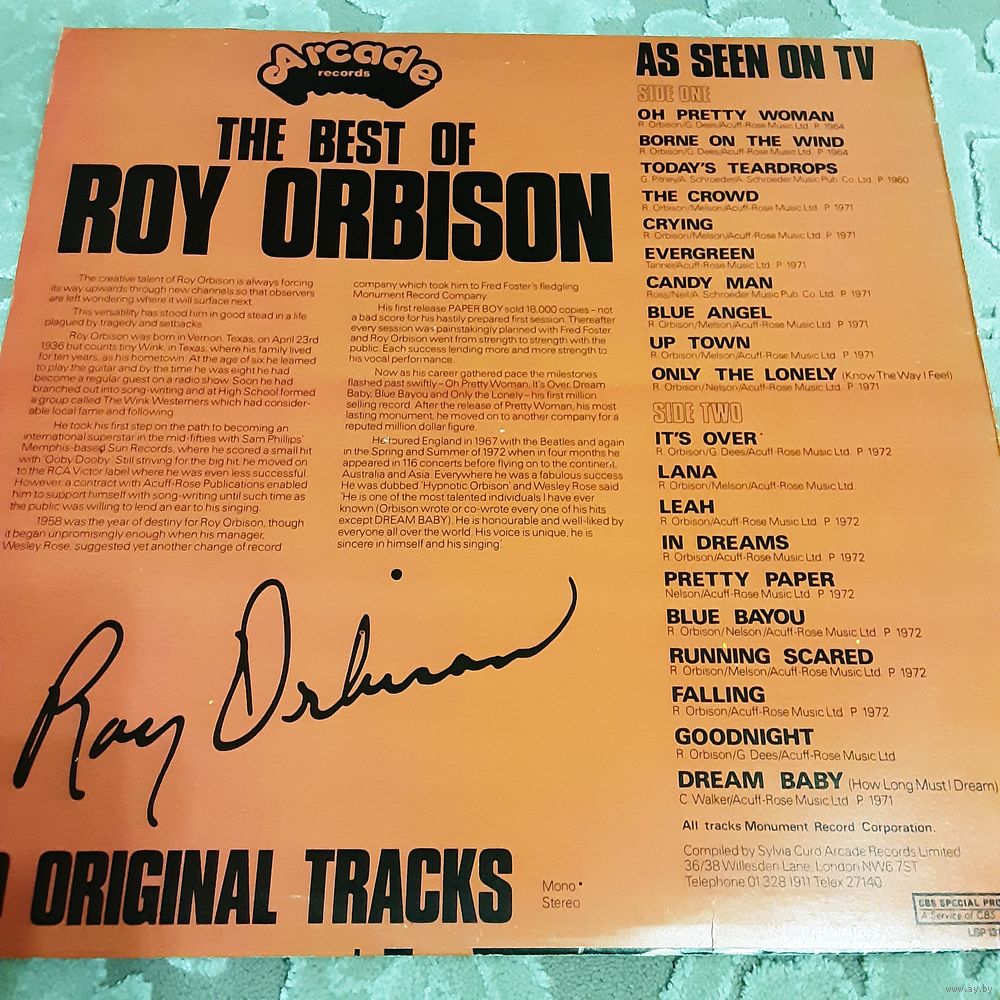 Arcade
records
THE BEST OF
ROY ORBISON
The creative talent of Roy Orbison is always forcing
its way upwards through new channels so that observers
are left wondering where it will surface next.
This versatility has stood him in good stead in a life
plagued by tragedy and setbacks.
Roy Orbison was born in Vernon, Texas, on April 23rd
1936 but counts tiny Wink, in Texas, where his family lived
for ten years, as his hometown. At the age of six he learned
to play the guitar and by the time he was eight he had
become a regular guest on a radio show. Soon he had
branched out into song-writing and at High School formed
a group called The Wink Westerners which had consider-
able local fame and following.
He took his first step on the path to becoming an
international superstar in the mid-fifties with Sam Phillips'
Memphis-based Sun Records, where he scored a small hit
with 'Ooby Dooby'. Still striving for the big hit, he moved on
to the RCA Victor label where he was even less successful.
However, a contract with Acuff-Rose Publications enabled
him to support himself with song-writing until such time as
the public was willing to lend an ear to his singing.
1958 was the year of destiny for Roy Orbison, though
it began unpromisingly enough when his manager,
Wesley Rose, suggested yet another change of record
company which took him to Fred Foster's fledgling
Monument Record Company.
His first release PAPER BOY sold 18,000 copies – not
a bad score for his hastily prepared first session. Thereafter
every session was painstakingly planned with Fred Foster,
and Roy Orbison went from strength to strength with the
public. Each success lending more and more strength to
his vocal performance.
Now as his career gathered pace the milestones
flashed past swiftly – Oh Pretty Woman, It's Over, Dream
Baby, Blue Bayou and Only the Lonely – his first million
selling record. After the release of Pretty Woman, his most
lasting monument, he moved on to another company for a
reputed million dollar figure.
He toured England in 1967 with the Beatles and again
in the Spring and Summer of 1972 when in four months he
appeared in 116 concerts before flying on to the continent,
Australia and Asia. Everywhere he was a fabulous success.
He was dubbed 'Hypnotic Orbison' and Wesley Rose said
'He is one of the most talented individuals I have ever
known (Orbison wrote or co-wrote every one of his hits
except DREAM BABY). He is honourable and well-liked by
everyone all over the world. His voice is unique, he is
sincere in himself and his singing'
Roy Orbison
ORIGINAL TRACKS
Mono
Stereo
AS SEEN ON TV
SIDE ONE
OH PRETTY WOMAN
R. Orbison/G. Dees/Acuff-Rose Music Ltd. P. 1964
BORNE ON THE WIND
R. Orbison/G. Dees/Acuff-Rose Music Ltd. P 1964
TODAY'S TEARDROPS
G. Pitney/A. Schroeder/A. Schroeder Music Pub. Co. Ltd. P 1960
THE CROWD
R. Orbison/Melson/Acuff-Rose Music Ltd. P 1971
CRYING
R. Orbison/Melson/Acuff-Rose Music Ltd. P 1971
EVERGREEN
Tanner/Acuff-Rose Music Ltd. P 1971
CANDY MAN
Ross/Neil/A. Schroeder Music Pub. Co. Ltd. P 1971
BLUE ANGEL
R. Orbison/Melson/Acuff-Rose Music Ltd. P 1971
UP TOWN
R. Orbison/Melson/Acuff-Rose Music Ltd. P 1971
ONLY THE LONELY (Know The Way I Feel)
R. Orbison/Nelson/Acuff-Rose Music Ltd. P 1971
SIDE TWO
IT'S OVER
R. Orbison/G. Dees/Acuff-Rose Music Ltd. P 1972
LANA
R. Orbison/Melson/Acuff-Rose Music Ltd.
LEAH
R. Orbison/Acuff-Rose Music Ltd. P 1972
IN DREAMS
R. Orbison/Acuff-Rose Music Ltd. P 1972
PRETTY PAPER
Nelson/Acuff-Rose Music Ltd. P 1972
BLUE BAYOU
R. Orbison/Nelson/Acuff-Rose Music Ltd. P 1972
RUNNING SCARED
R. Orbison/Melson/Acuff-Rose Music Ltd. P 1972
FALLING
R. Orbison/Acuff-Rose Music Ltd. P 1972
GOODNIGHT
R. Orbison/G. Dees/Acuff-Rose Music Ltd.
DREAM BABY (How Long Must I Dream)
C. Walker/Acuff-Rose Music Ltd. P 1971
All tracks Monument Record Corporation.
Compiled by Sylvia Curd Arcade Records Limited
36/38 Willesden Lane, London NW6 7ST
Telephone 01 328 1911 Telex 27140
CBS SPECIAL PRO
A Service of CBS
LSP 131
www.ay.by